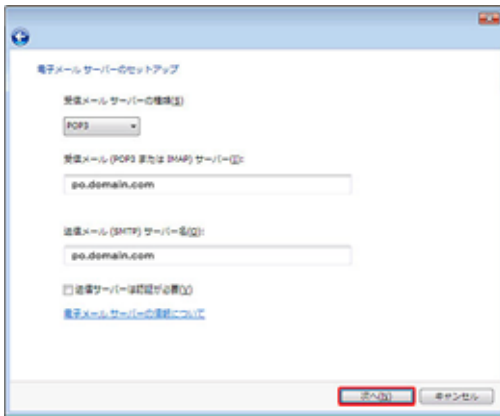 電子メール サーバーのセットアップ
受信メール サーバーの種類(S)
POP3
受信メール (POP3 または IMAP) サーバー(I):
po.domain.com
送信メール (SMTP) サーバー名(O):
po.domain.com
送信サーバーは認証が必要(V)
電子メール サーバーの情報について
次へ(N) キャンセル